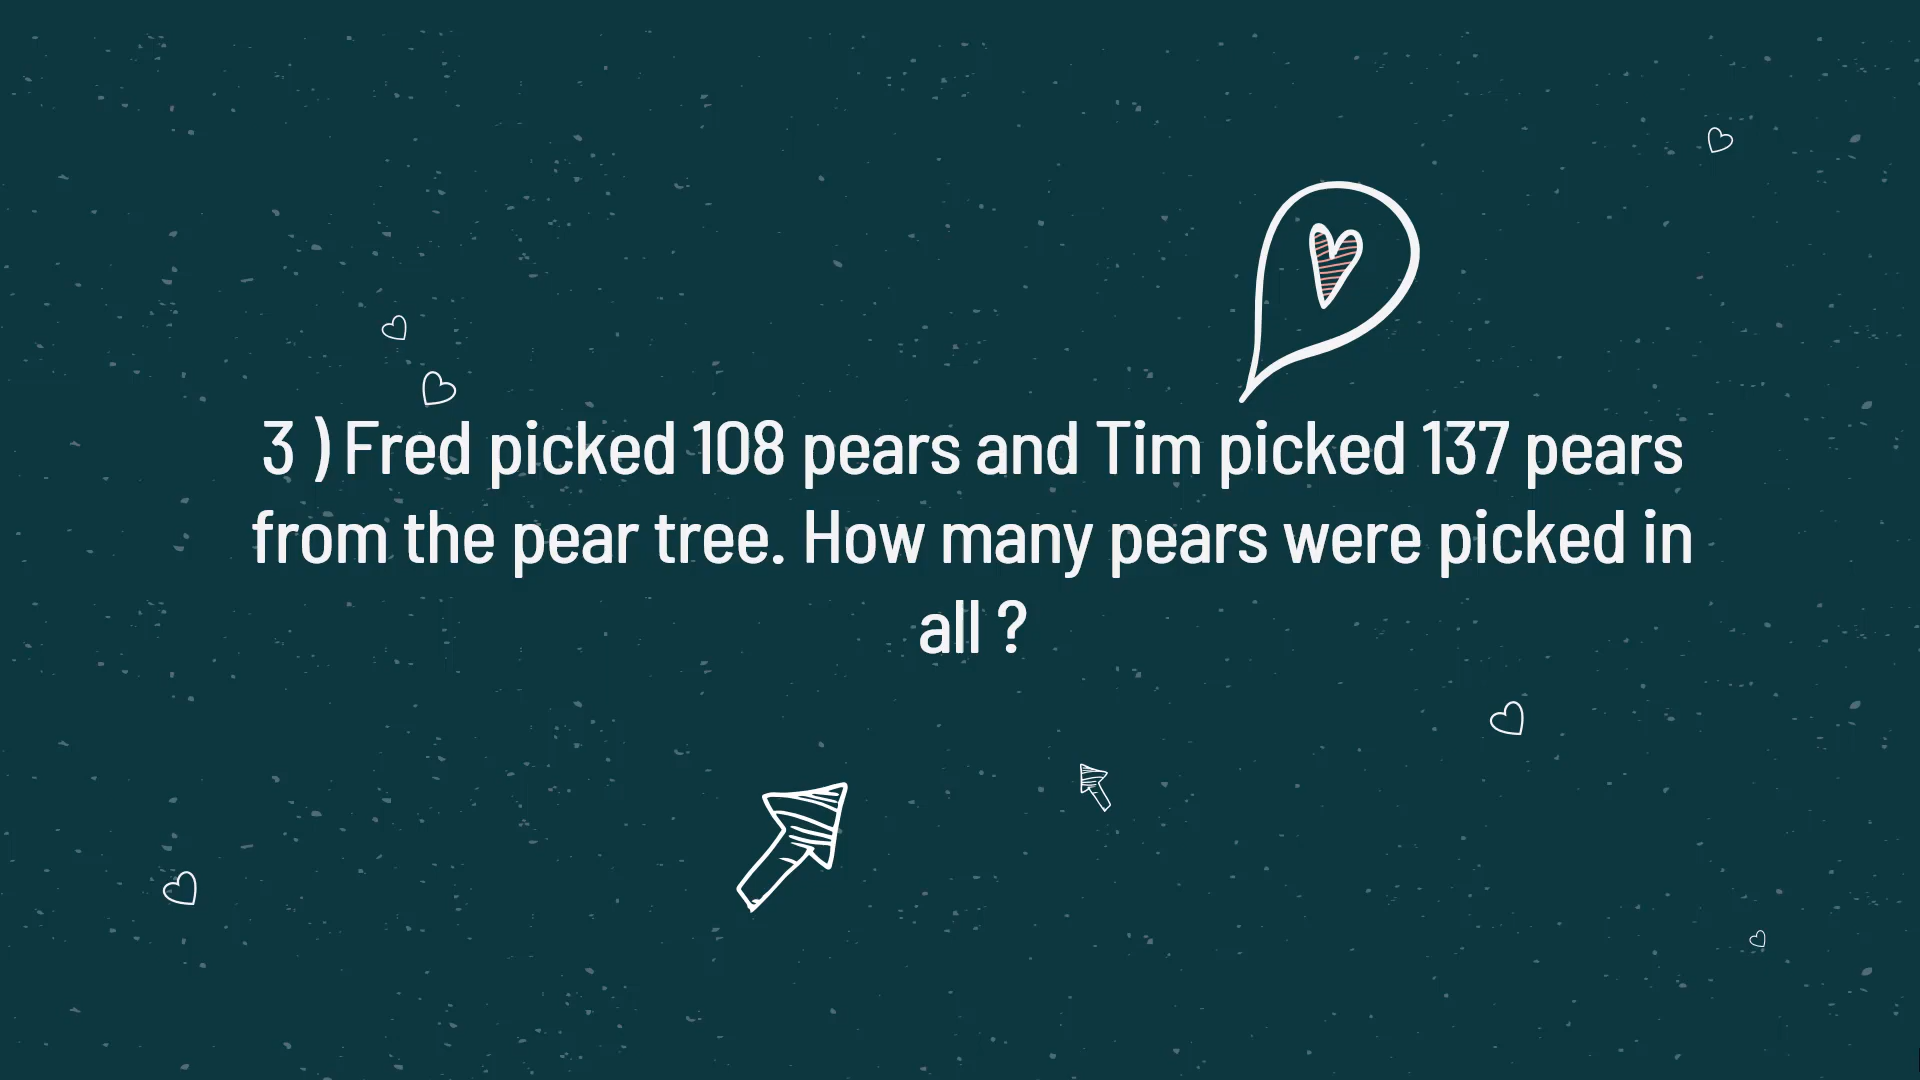 3 ) Fred picked 108 pears and Tim picked 137 pears
from the pear tree. How many pears were picked in
all ?